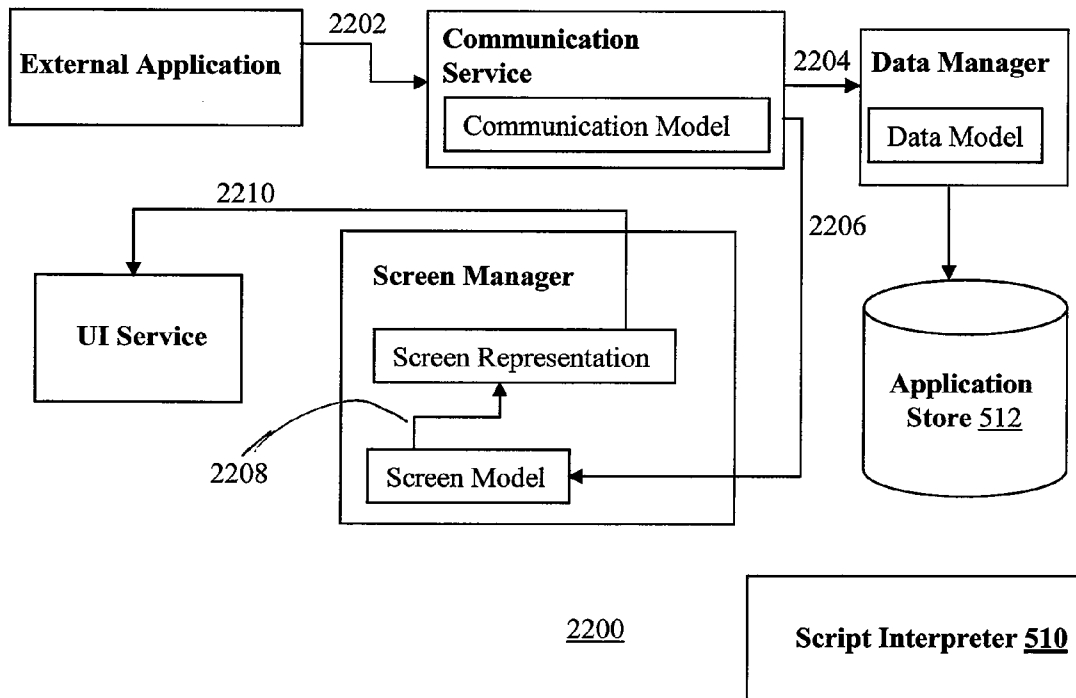 2202
External Application
Communication
Service
Communication Model
2204
Data Manager
Data Model
2210
2206
Screen Manager
UI Service
Screen Representation
Application
Store 512
2208
Screen Model
2200
Script Interpreter 510